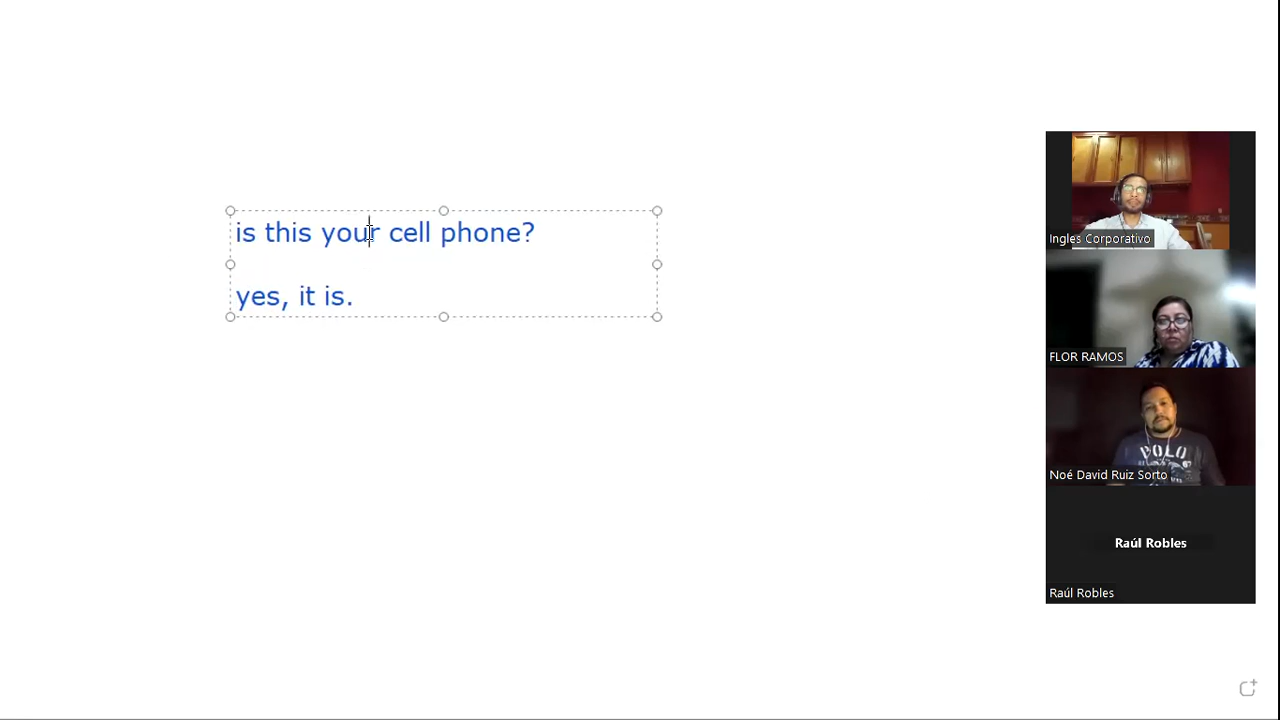 is this your cell phone?
yes, it is.
Ingles Corporativo
FLOR RAMOS
POLO
Noé David Ruiz Sorto
Raúl Robles
Raúl Robles